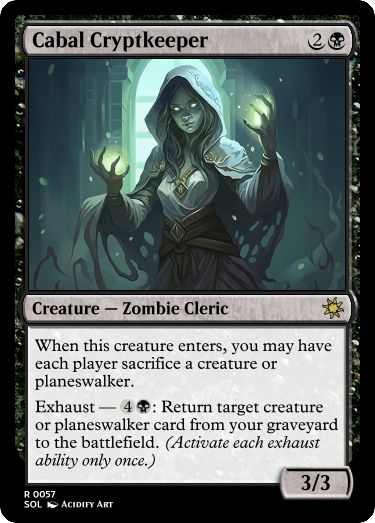 Cabal Cryptkeeper 2
Creature — Zombie Cleric
When this creature enters, you may have
each player sacrifice a creature or
planeswalker.
Exhaust — 4 : Return target creature
or planeswalker card from your graveyard
to the battlefield. (Activate each exhaust
ability only once.)
3/3
R 0057
SOL Acidify Art